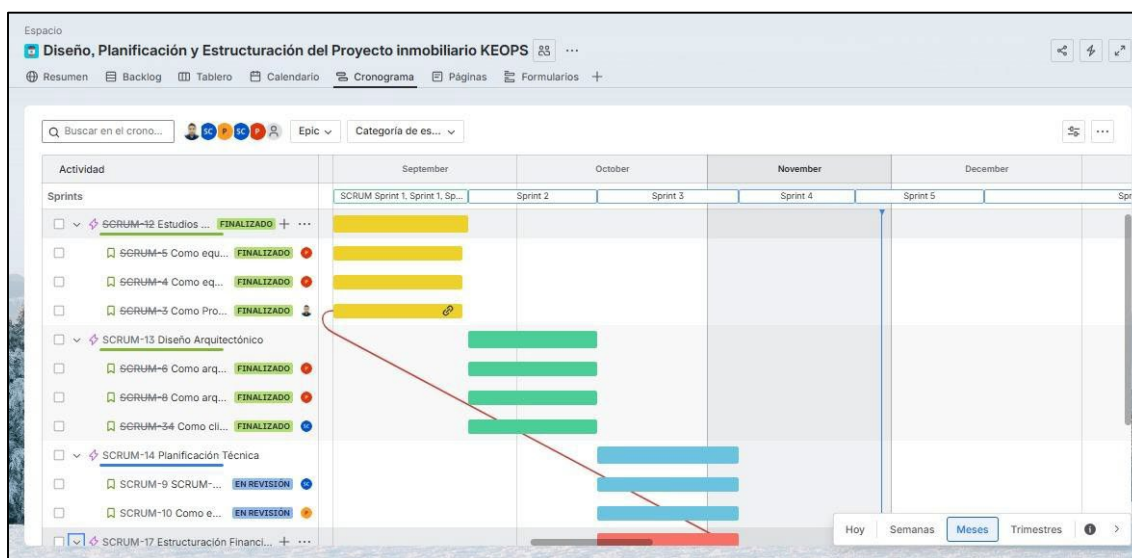 Espacio
Diseño, Planificación y Estructuración del Proyecto inmobiliario KEOPS
Resumen Backlog Tablero Calendario Cronograma Páginas Formularios
Buscar en el crono... SC P SC P Epic Categoría de es...
Actividad September October November December
Sprints SCRUM Sprint 1, Sprint 1, Sp... Sprint 2 Sprint 3 Sprint 4 Sprint 5 Spr
SCRUM-12 Estudios ... FINALIZADO
SCRUM-5 Como equ... FINALIZADO P
SCRUM-4 Como eq... FINALIZADO P
SCRUM-3 Como Pro... FINALIZADO
SCRUM-13 Diseño Arquitectónico
SCRUM-6 Como arq... FINALIZADO P
SCRUM-8 Como arq... FINALIZADO P
SCRUM-34 Como cli... FINALIZADO SC
SCRUM-14 Planificación Técnica
SCRUM-9 SCRUM-... EN REVISIÓN SC
SCRUM-10 Como e... EN REVISIÓN P
SCRUM-17 Estructuración Financi...
Hoy Semanas Meses Trimestres